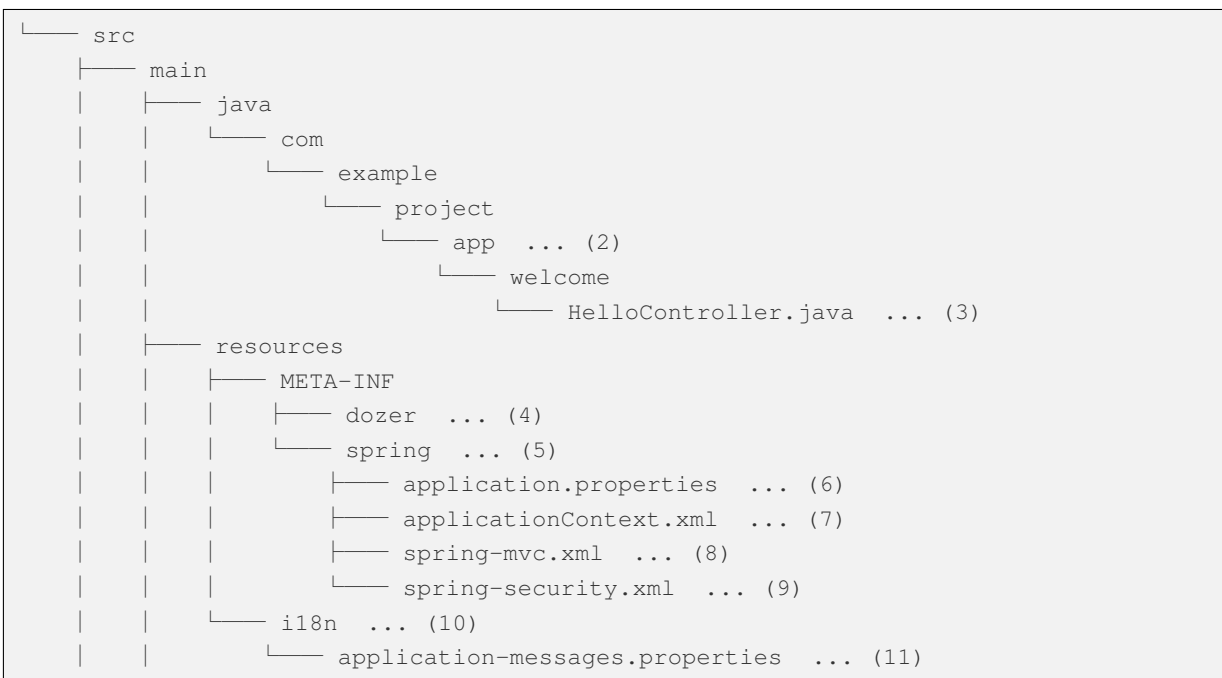 └── src
    ├── main
    │   ├── java
    │   │   └── com
    │   │       └── example
    │   │           └── project
    │   │               └── app  ... (2)
    │   │                   └── welcome
    │   │                       └── HelloController.java  ... (3)
    │   ├── resources
    │   │   ├── META-INF
    │   │   │   ├── dozer  ... (4)
    │   │   │   └── spring  ... (5)
    │   │   │       ├── application.properties  ... (6)
    │   │   │       ├── applicationContext.xml  ... (7)
    │   │   │       ├── spring-mvc.xml  ... (8)
    │   │   │       └── spring-security.xml  ... (9)
    │   │   └── i18n  ... (10)
    │   │       └── application-messages.properties  ... (11)